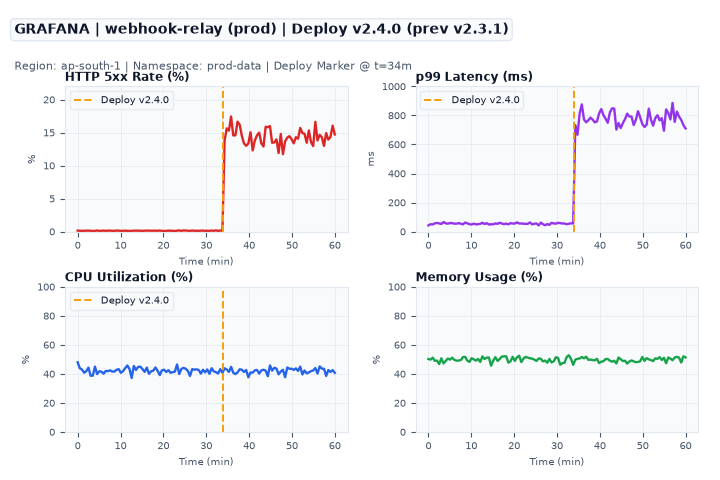 GRAFANA | webhook-relay (prod) | Deploy v2.4.0 (prev v2.3.1)
Region: ap-south-1 | Namespace: prod-data | Deploy Marker @ t=34m
HTTP 5xx Rate (%)
Deploy v2.4.0
20
15
10
5
0
%
0 10 20 30 40 50 60
Time (min)
p99 Latency (ms)
Deploy v2.4.0
1000
800
600
400
200
0
ms
0 10 20 30 40 50 60
Time (min)
CPU Utilization (%)
Deploy v2.4.0
100
80
60
40
20
0
%
0 10 20 30 40 50 60
Time (min)
Memory Usage (%)
100
80
60
40
20
0
%
0 10 20 30 40 50 60
Time (min)